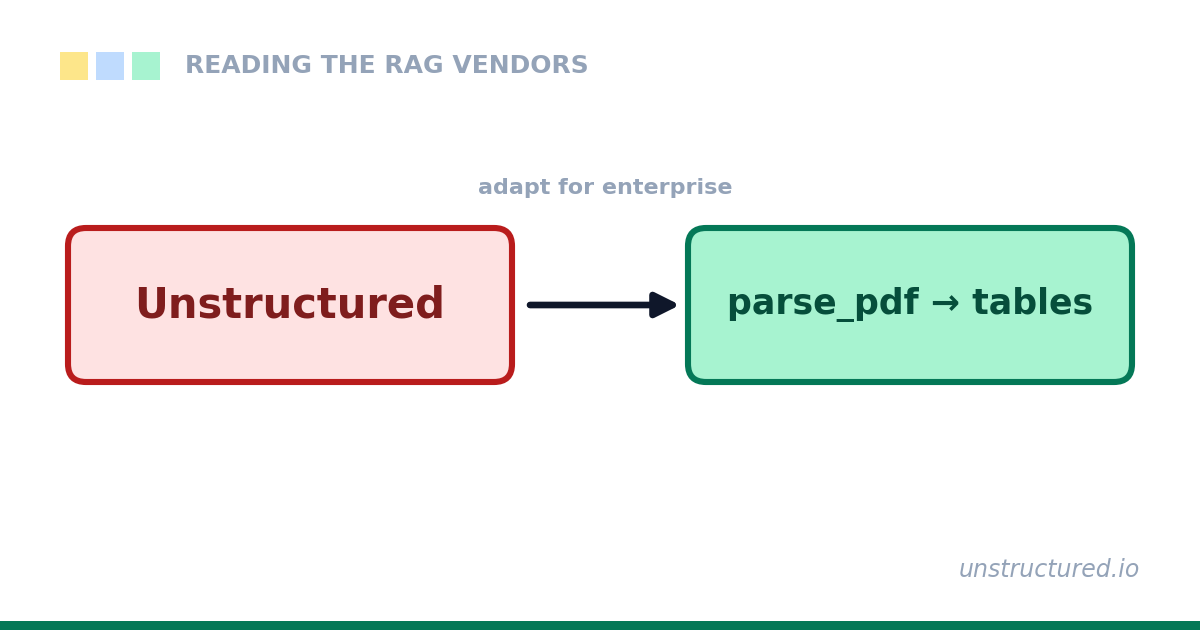 READING THE RAG VENDORS
adapt for enterprise
Unstructured
parse_pdf → tables
unstructured.io